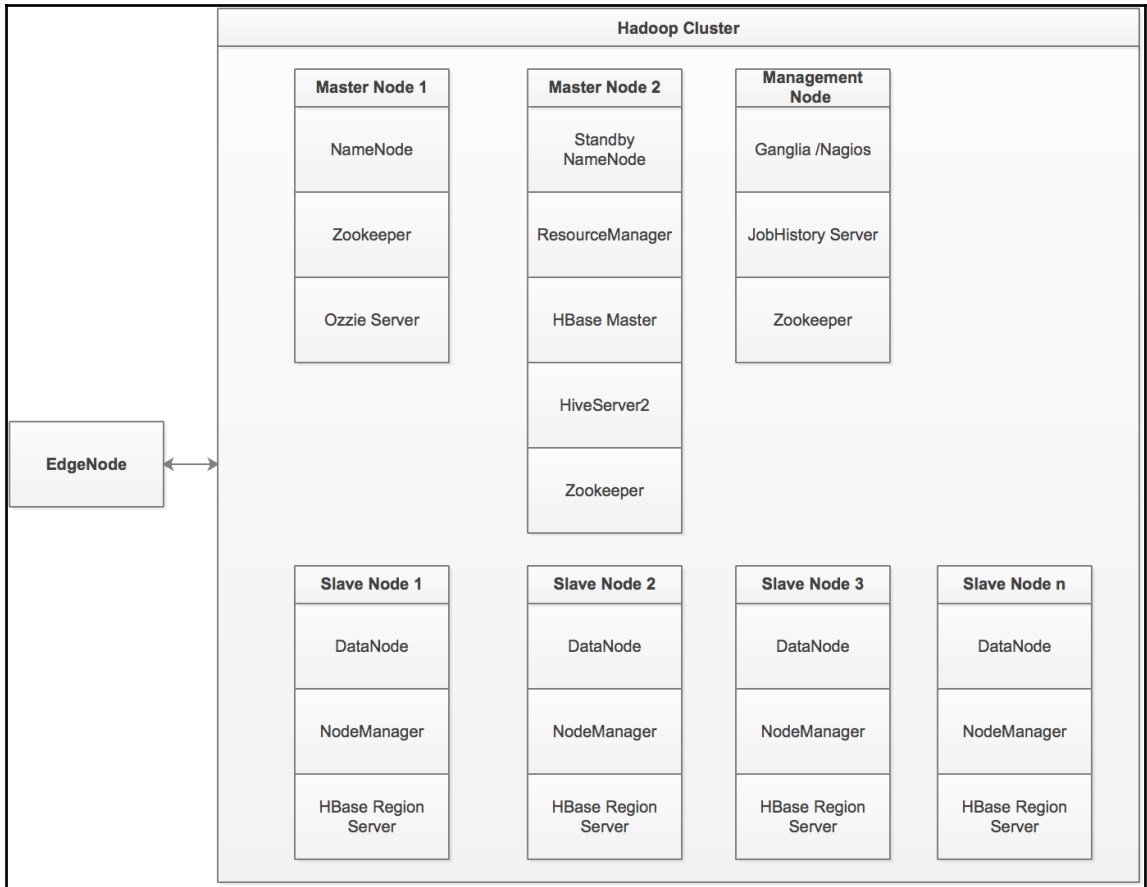 Hadoop Cluster
Master Node 1
NameNode
Zookeeper
Ozzie Server
Master Node 2
Standby
NameNode
ResourceManager
HBase Master
HiveServer2
Zookeeper
Management
Node
Ganglia /Nagios
JobHistory Server
Zookeeper
EdgeNode
Slave Node 1
DataNode
NodeManager
HBase Region
Server
Slave Node 2
DataNode
NodeManager
HBase Region
Server
Slave Node 3
DataNode
NodeManager
HBase Region
Server
Slave Node n
DataNode
NodeManager
HBase Region
Server